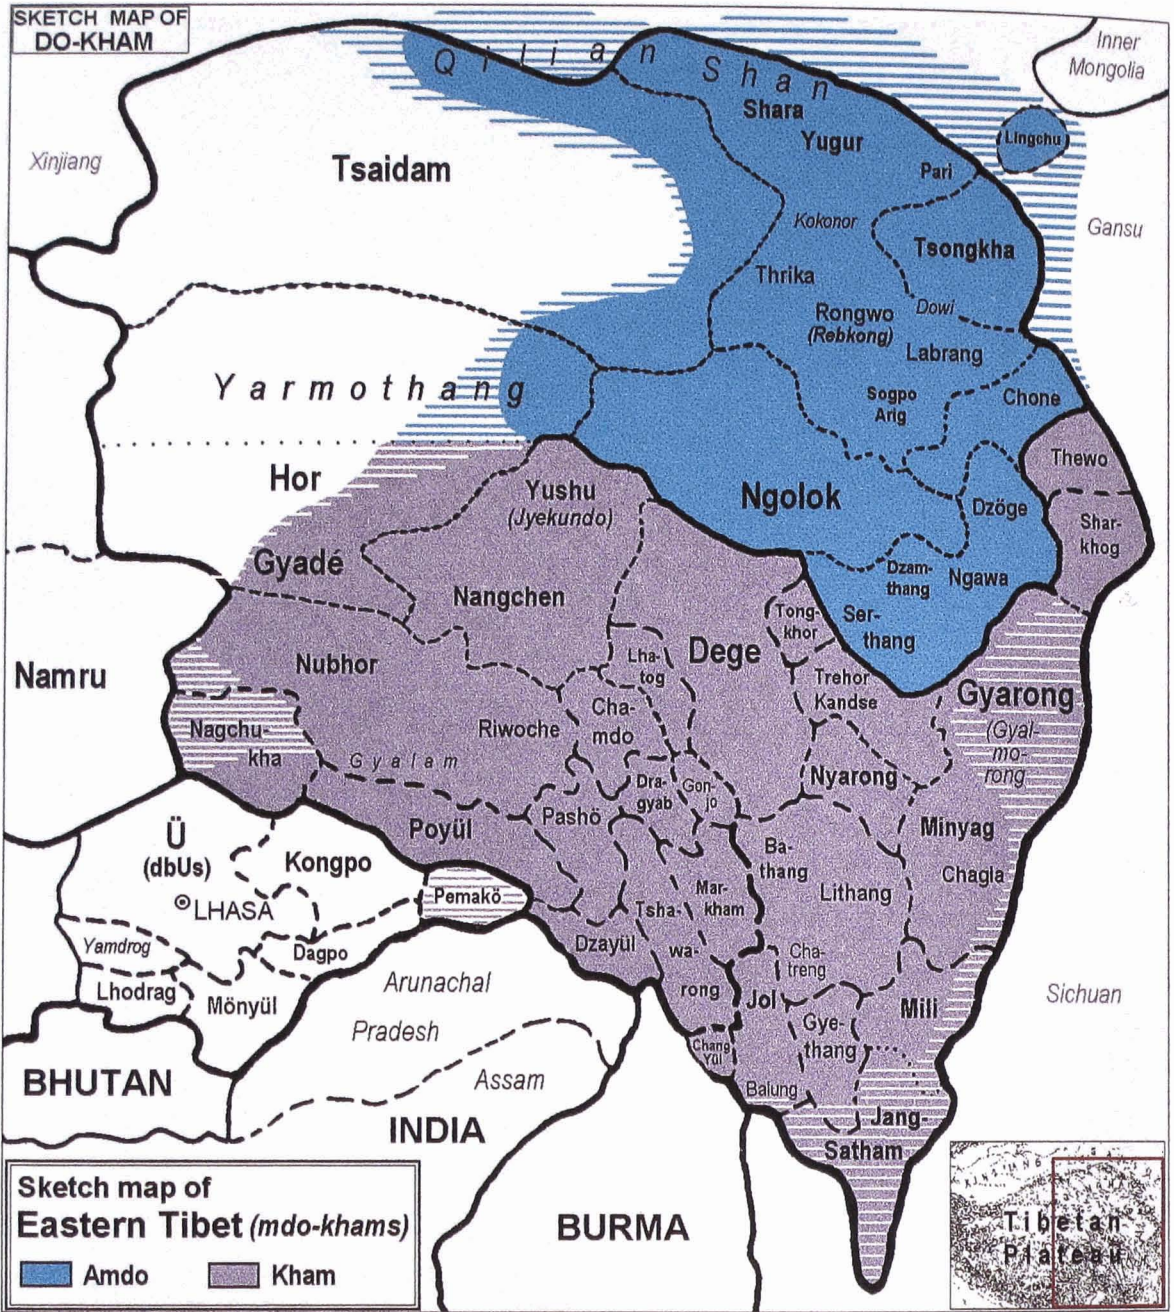 SKETCH MAP OF
DO-KHAM
Inner
Mongolia
Qilian Shan
Shara
Yugur
Lingchu
Xinjiang
Tsaidam
Pari
Kokonor
Gansu
Tsongkha
Thrika
Dowi
Rongwo
(Rebkong)
Labrang
Yarmothang
Sogpo
Arig
Chone
Thewo
Hor
Yushu
(Jyekundo)
Ngolok
Dzöge
Shar-
khog
Gyadé
Dzam-
thang
Ngawa
Nangchen
Tong-
khor
Ser-
thang
Namru
Nubhor
Lha-
tog
Dege
Trehor
Kandse
Gyarong
(Gyal-
mo-
rong)
Nagchu-
kha
Riwoche
Cha-
mdo
Gyalam
Dra-
gyab
Gon-
jo
Nyarong
Poyül
Pashö
Minyag
Ü
(dbUs)
Kongpo
Ba-
thang
Chagla
Pemakö
Mar-
kham
Lithang
LHASA
Tsha-
wa-
rong
Yamdrog
Dagpo
Dzayül
Cha-
treng
Lhodrag
Mönyül
Arunachal
Pradesh
Jol
Mili
Sichuan
Gye-
thang
Chang
Yül
BHUTAN
Assam
Balung
INDIA
Jang-
Satham
Sketch map of
Eastern Tibet (mdo-khams)
Amdo
Kham
BURMA
Tibetan
Plateau